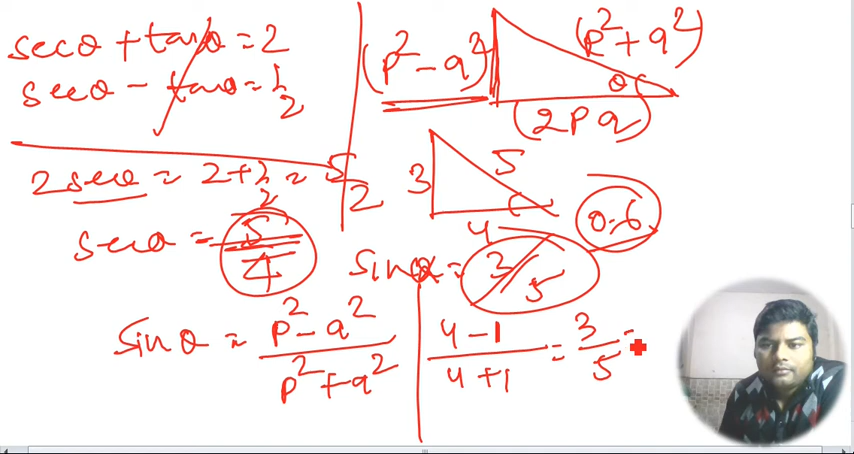 secθ + tanθ = 2
secθ - tanθ = 1/2
2 secθ = 2 + 1/2 = 5/2
secθ = 5/4
(p² - q²)
(p² + q²)
θ
(2pq)
3
5
4
0.6
sinθ = 3/5
sinθ = p² - q² / p² + q²
4 - 1 / 4 + 1 = 3/5 =